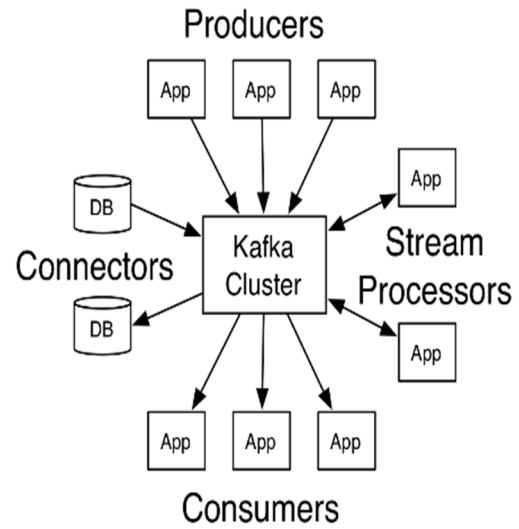 Producers
App
App
App
DB
App
Kafka
Cluster
Stream
Processors
Connectors
DB
App
App
App
App
Consumers